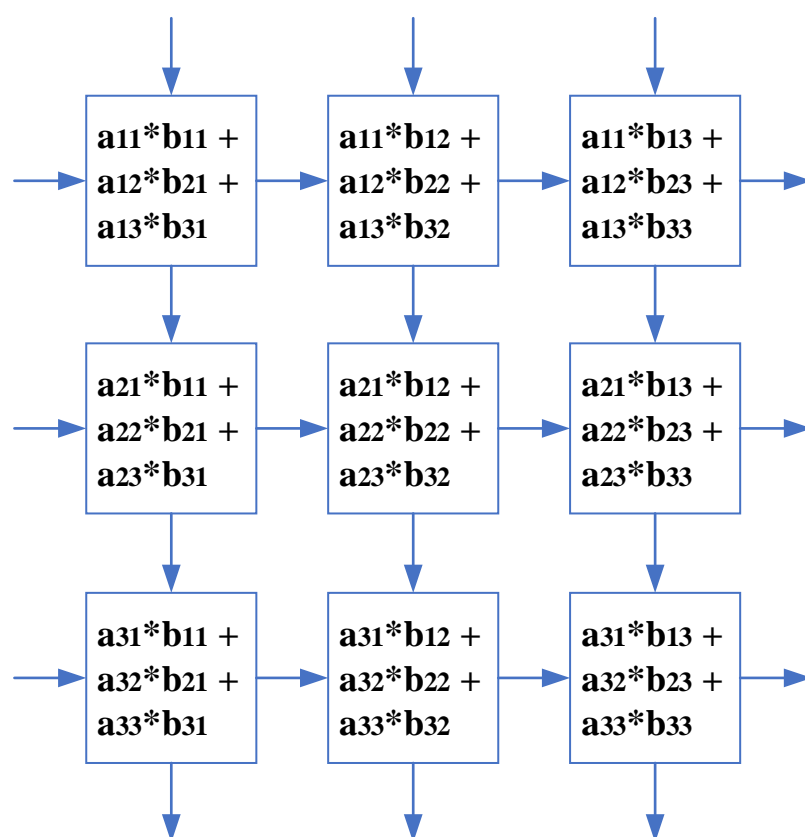 a11*b11 +
a12*b21 +
a13*b31
a11*b12 +
a12*b22 +
a13*b32
a11*b13 +
a12*b23 +
a13*b33
a21*b11 +
a22*b21 +
a23*b31
a21*b12 +
a22*b22 +
a23*b32
a21*b13 +
a22*b23 +
a23*b33
a31*b11 +
a32*b21 +
a33*b31
a31*b12 +
a32*b22 +
a33*b32
a31*b13 +
a32*b23 +
a33*b33